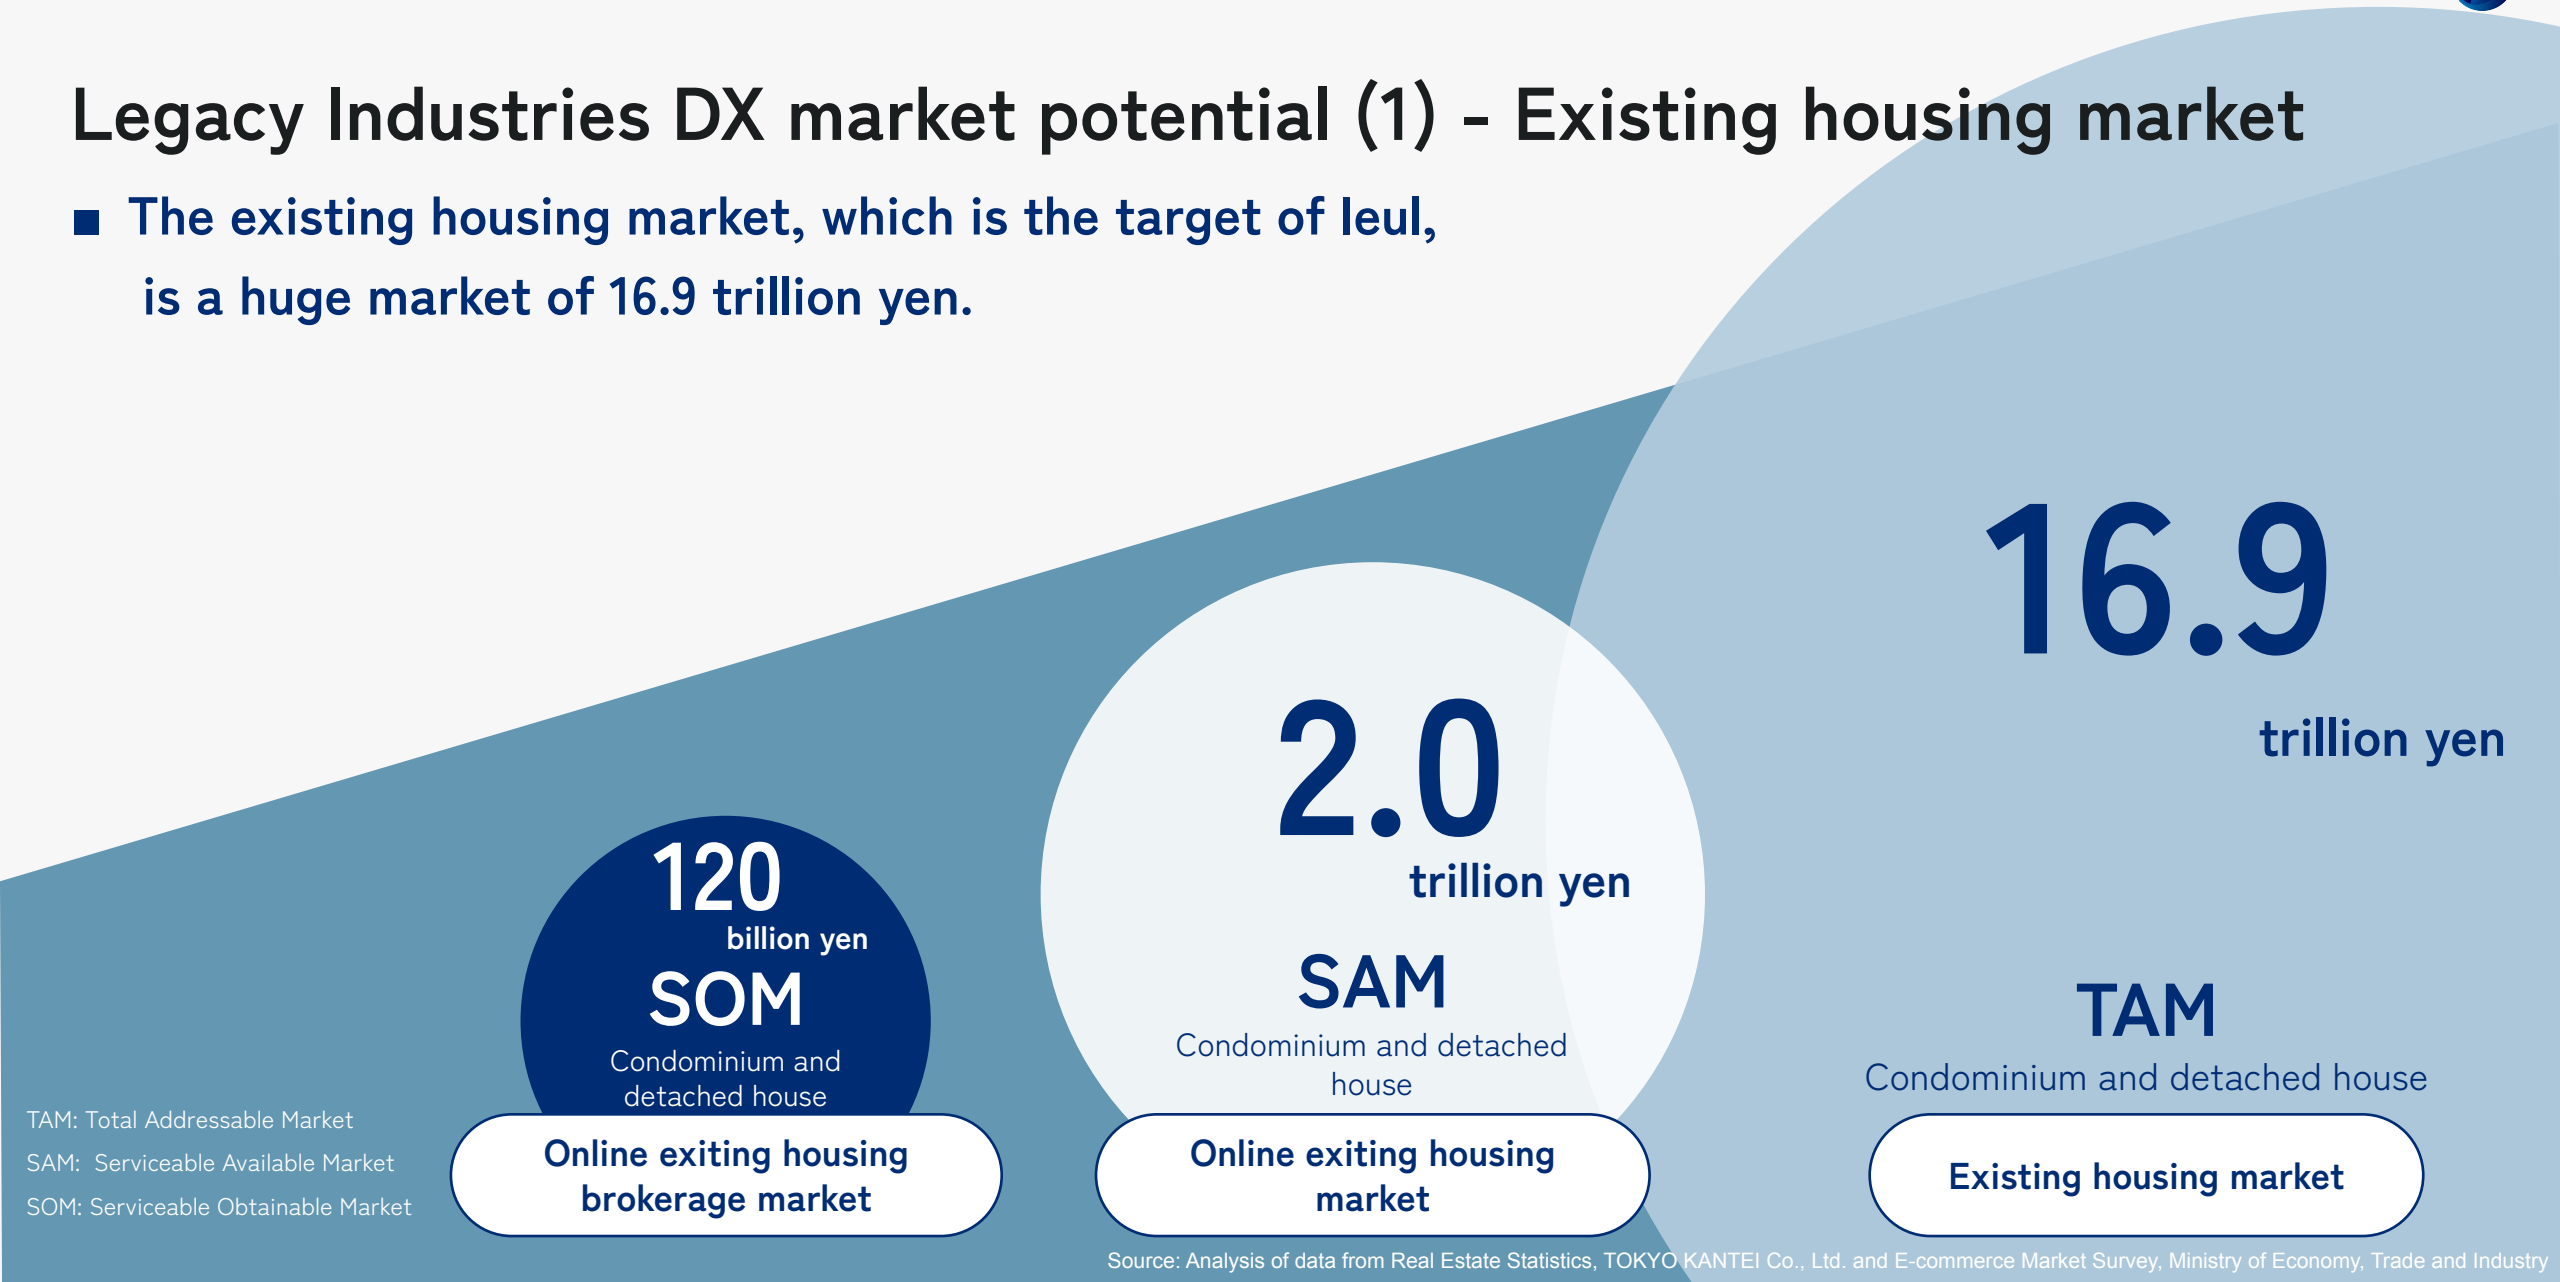 Legacy Industries DX market potential (1) - Existing housing market
■ The existing housing market, which is the target of Ieul,
is a huge market of 16.9 trillion yen.
16.9
trillion yen
TAM
Condominium and detached house
Existing housing market
2.0
trillion yen
SAM
Condominium and detached
house
Online exiting housing
market
120
billion yen
SOM
Condominium and
detached house
Online exiting housing
brokerage market
TAM: Total Addressable Market
SAM: Serviceable Available Market
SOM: Serviceable Obtainable Market
Source: Analysis of data from Real Estate Statistics, TOKYO KANTEI Co., Ltd. and E-commerce Market Survey, Ministry of Economy, Trade and Industry